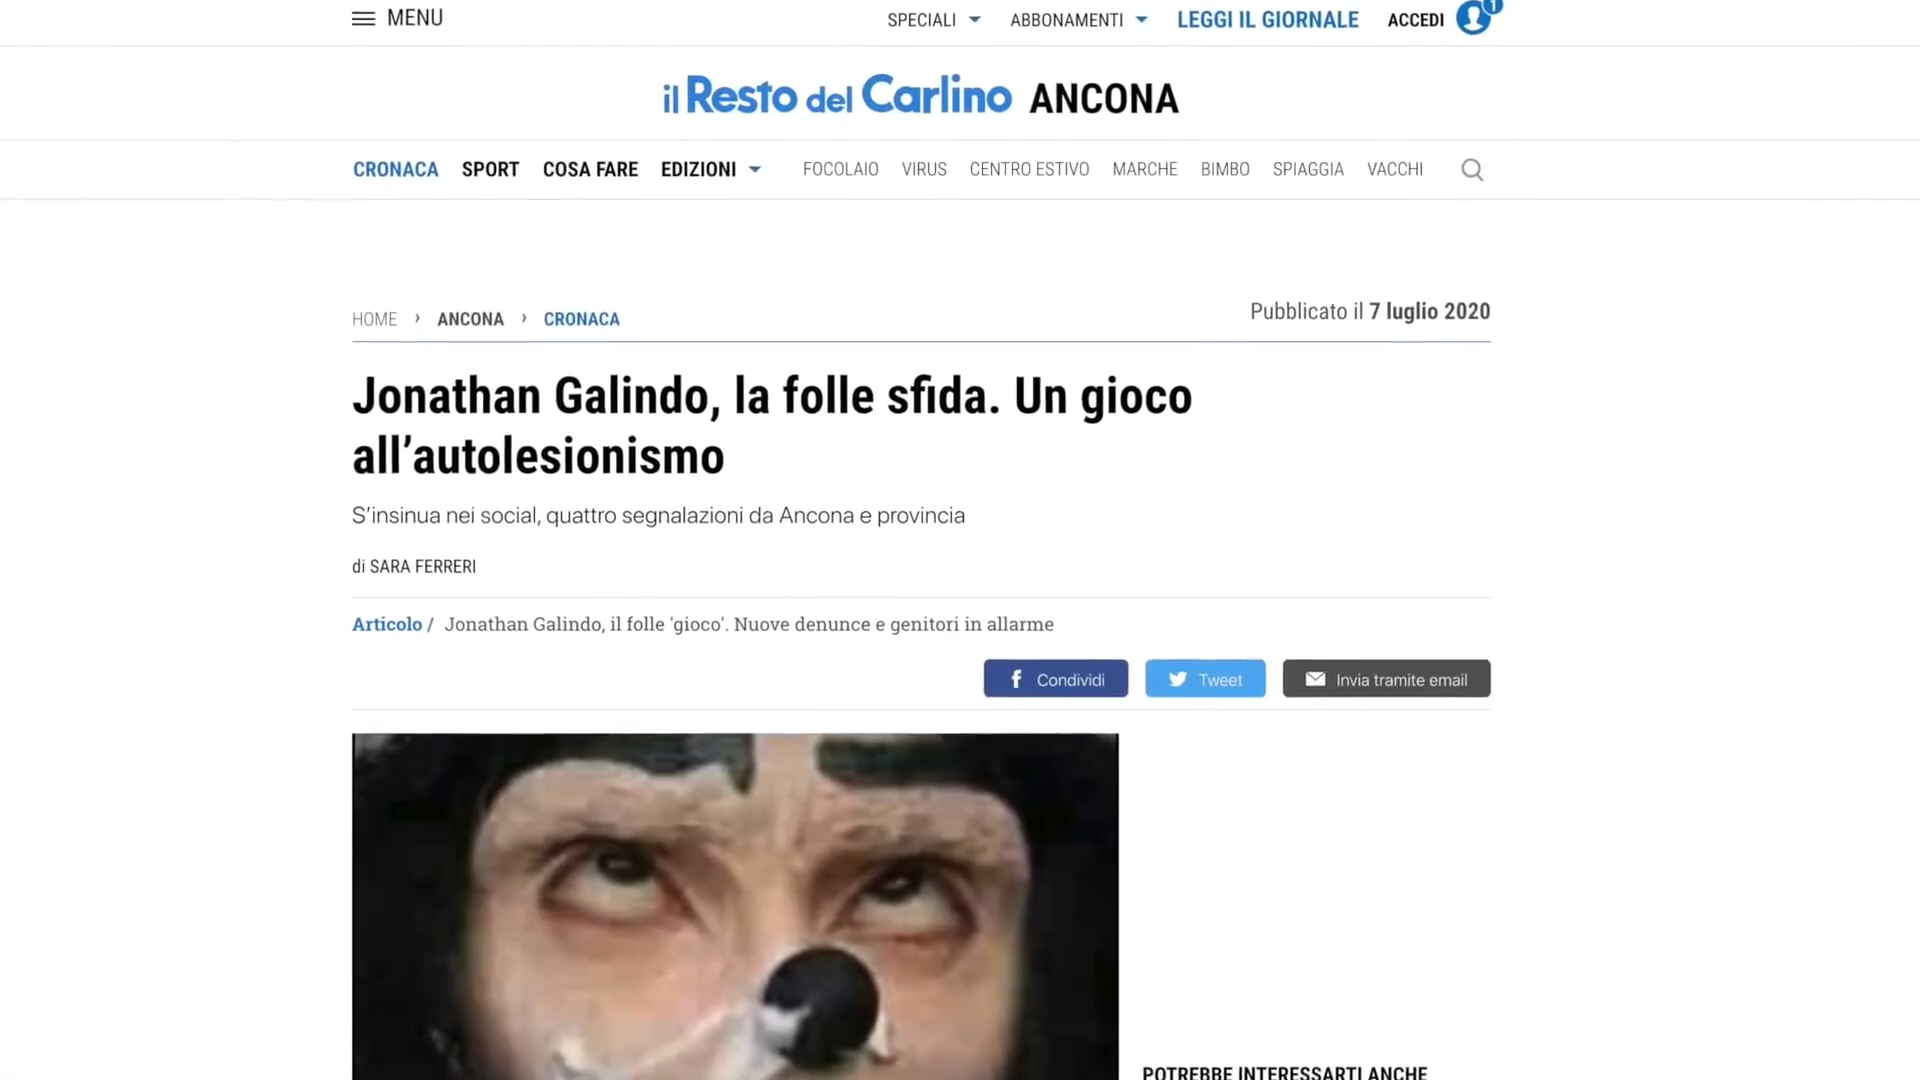 MENU
SPECIALI
ABBONAMENTI
LEGGI IL GIORNALE
ACCEDI
1
il Resto del Carlino ANCONA
CRONACA
SPORT
COSA FARE
EDIZIONI
FOCOLAIO
VIRUS
CENTRO ESTIVO
MARCHE
BIMBO
SPIAGGIA
VACCHI
HOME › ANCONA › CRONACA
Pubblicato il 7 luglio 2020
Jonathan Galindo, la folle sfida. Un gioco
all’autolesionismo
S’insinua nei social, quattro segnalazioni da Ancona e provincia
di SARA FERRERI
Articolo / Jonathan Galindo, il folle 'gioco'. Nuove denunce e genitori in allarme
Condividi
Tweet
Invia tramite email
POTREBBE INTERESSARTI ANCHE